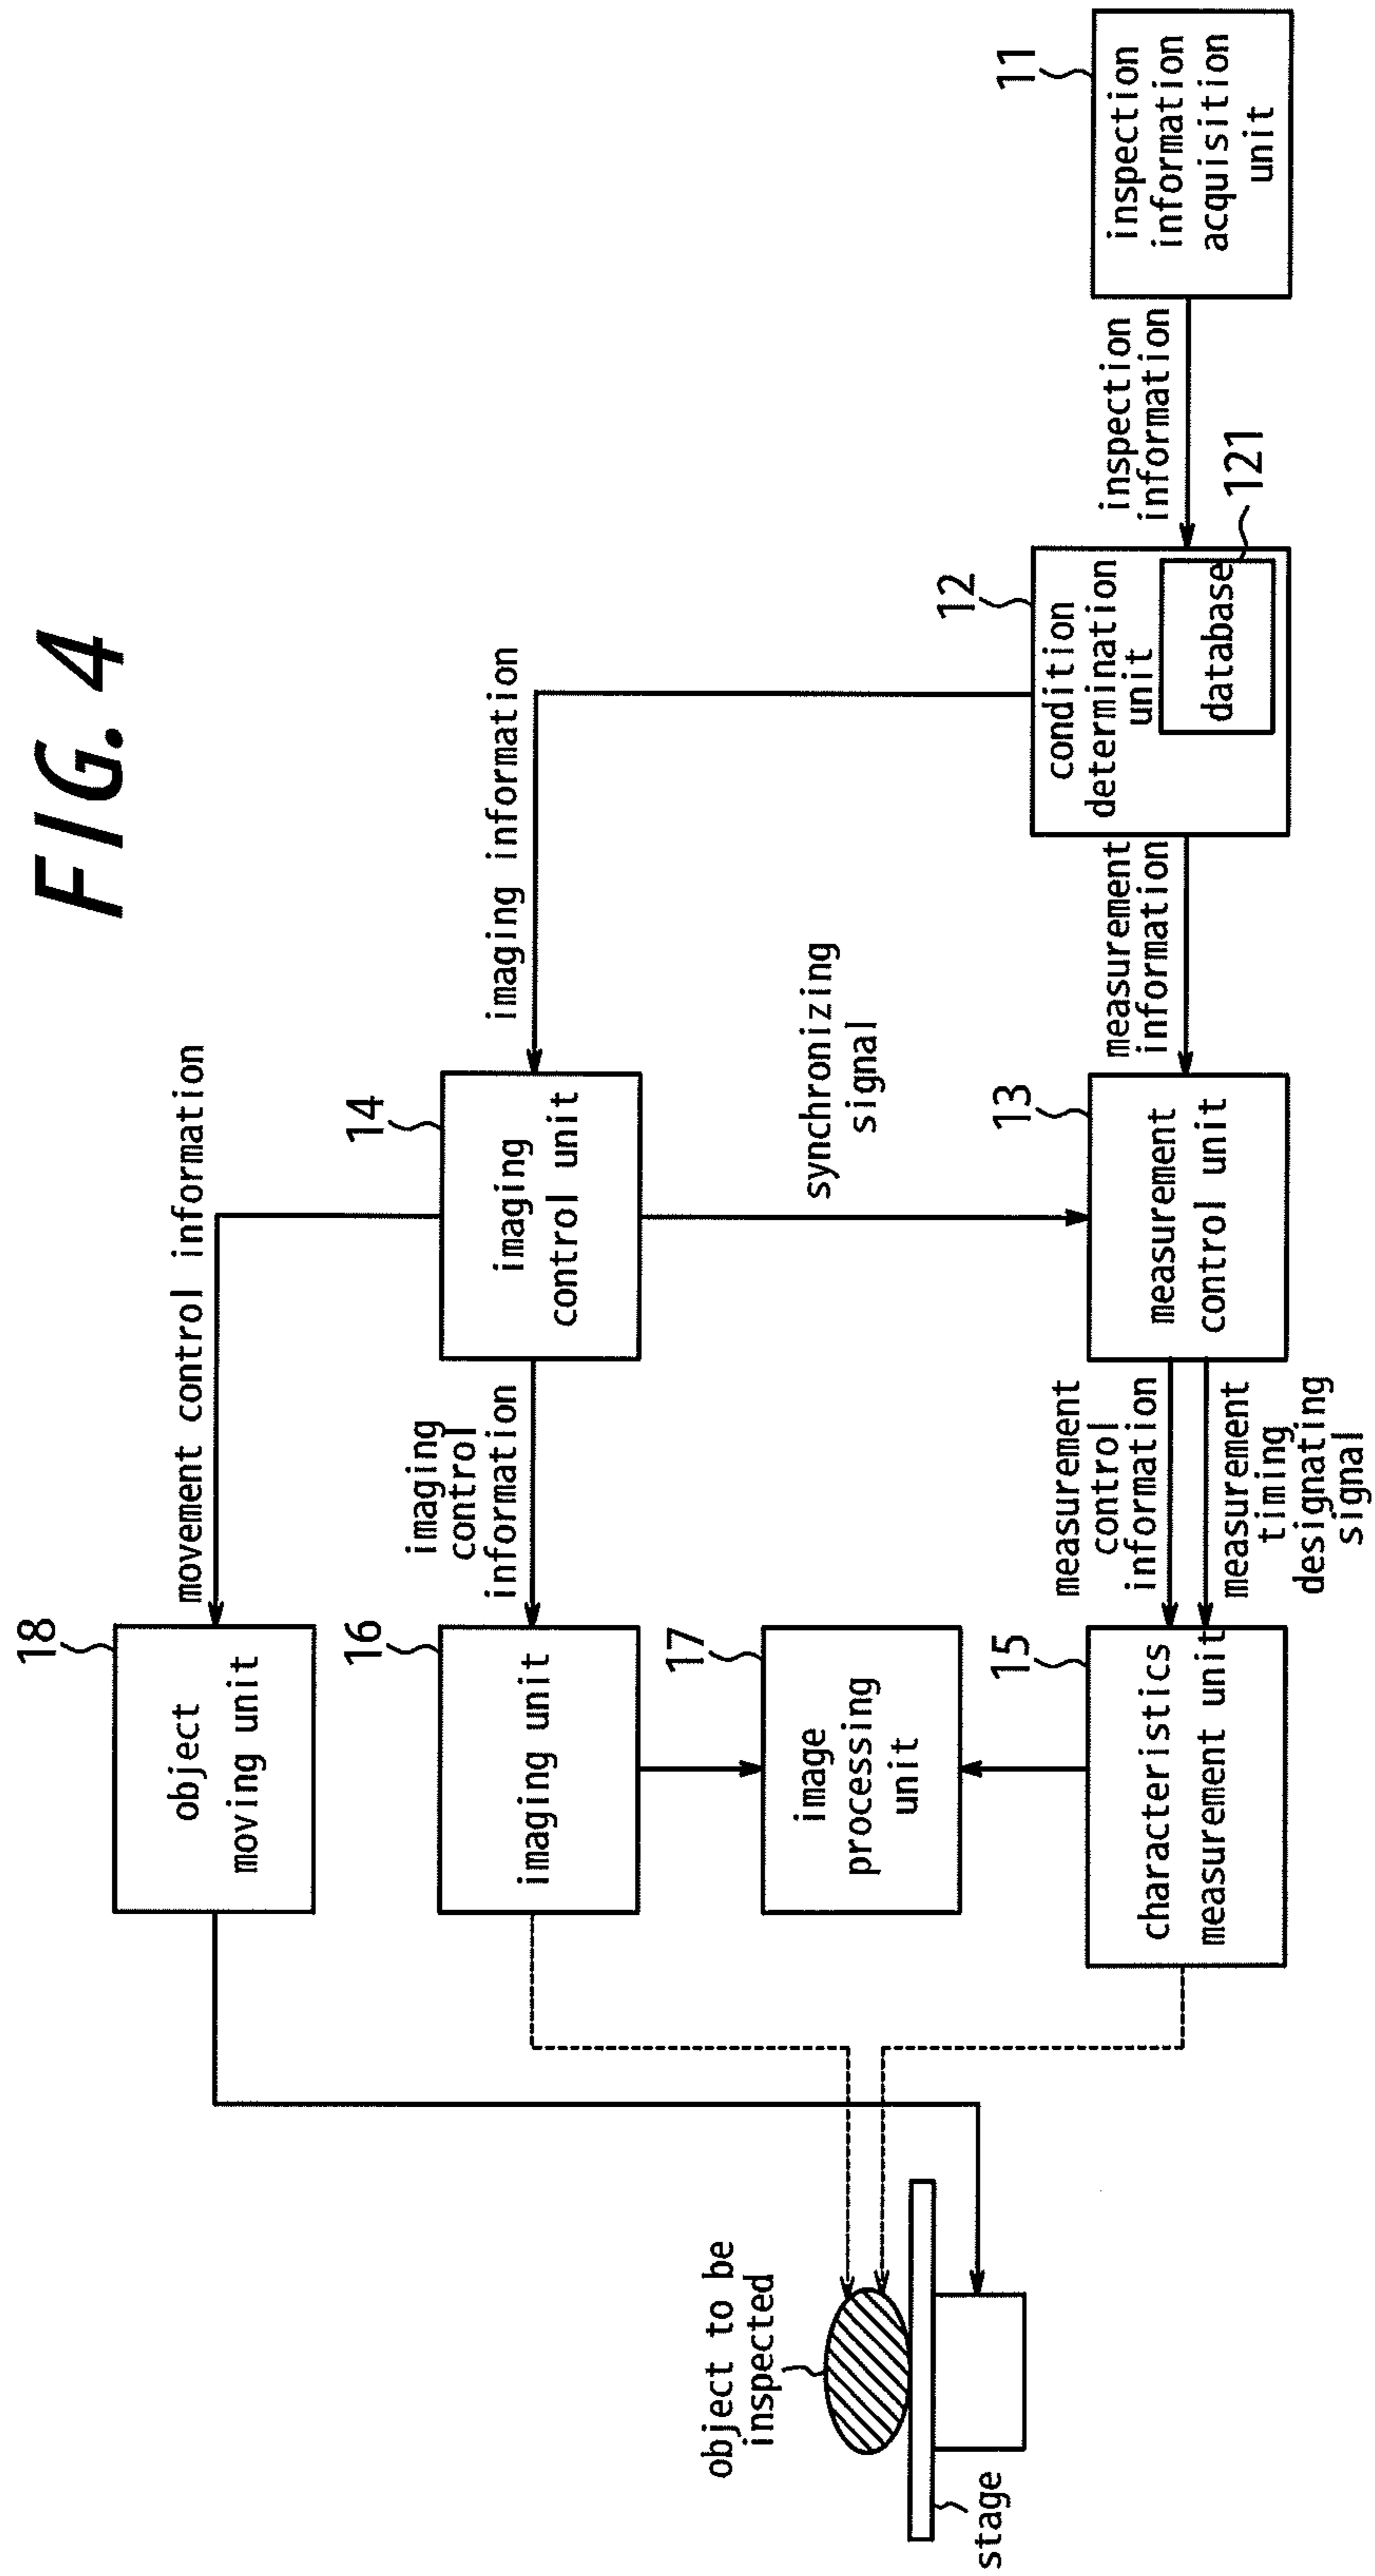 FIG. 4
movement control information
18
object
moving unit
14
imaging
control unit
imaging information
imaging
control
information
16
imaging unit
17
image
processing
unit
synchronizing
signal
object to be
inspected
stage
15
characteristics
measurement unit
measurement
control
information
measurement
timing
designating
signal
13
measurement
control unit
measurement
information
12
condition
determination
unit
database
121
inspection
information
11
inspection
information
acquisition
unit